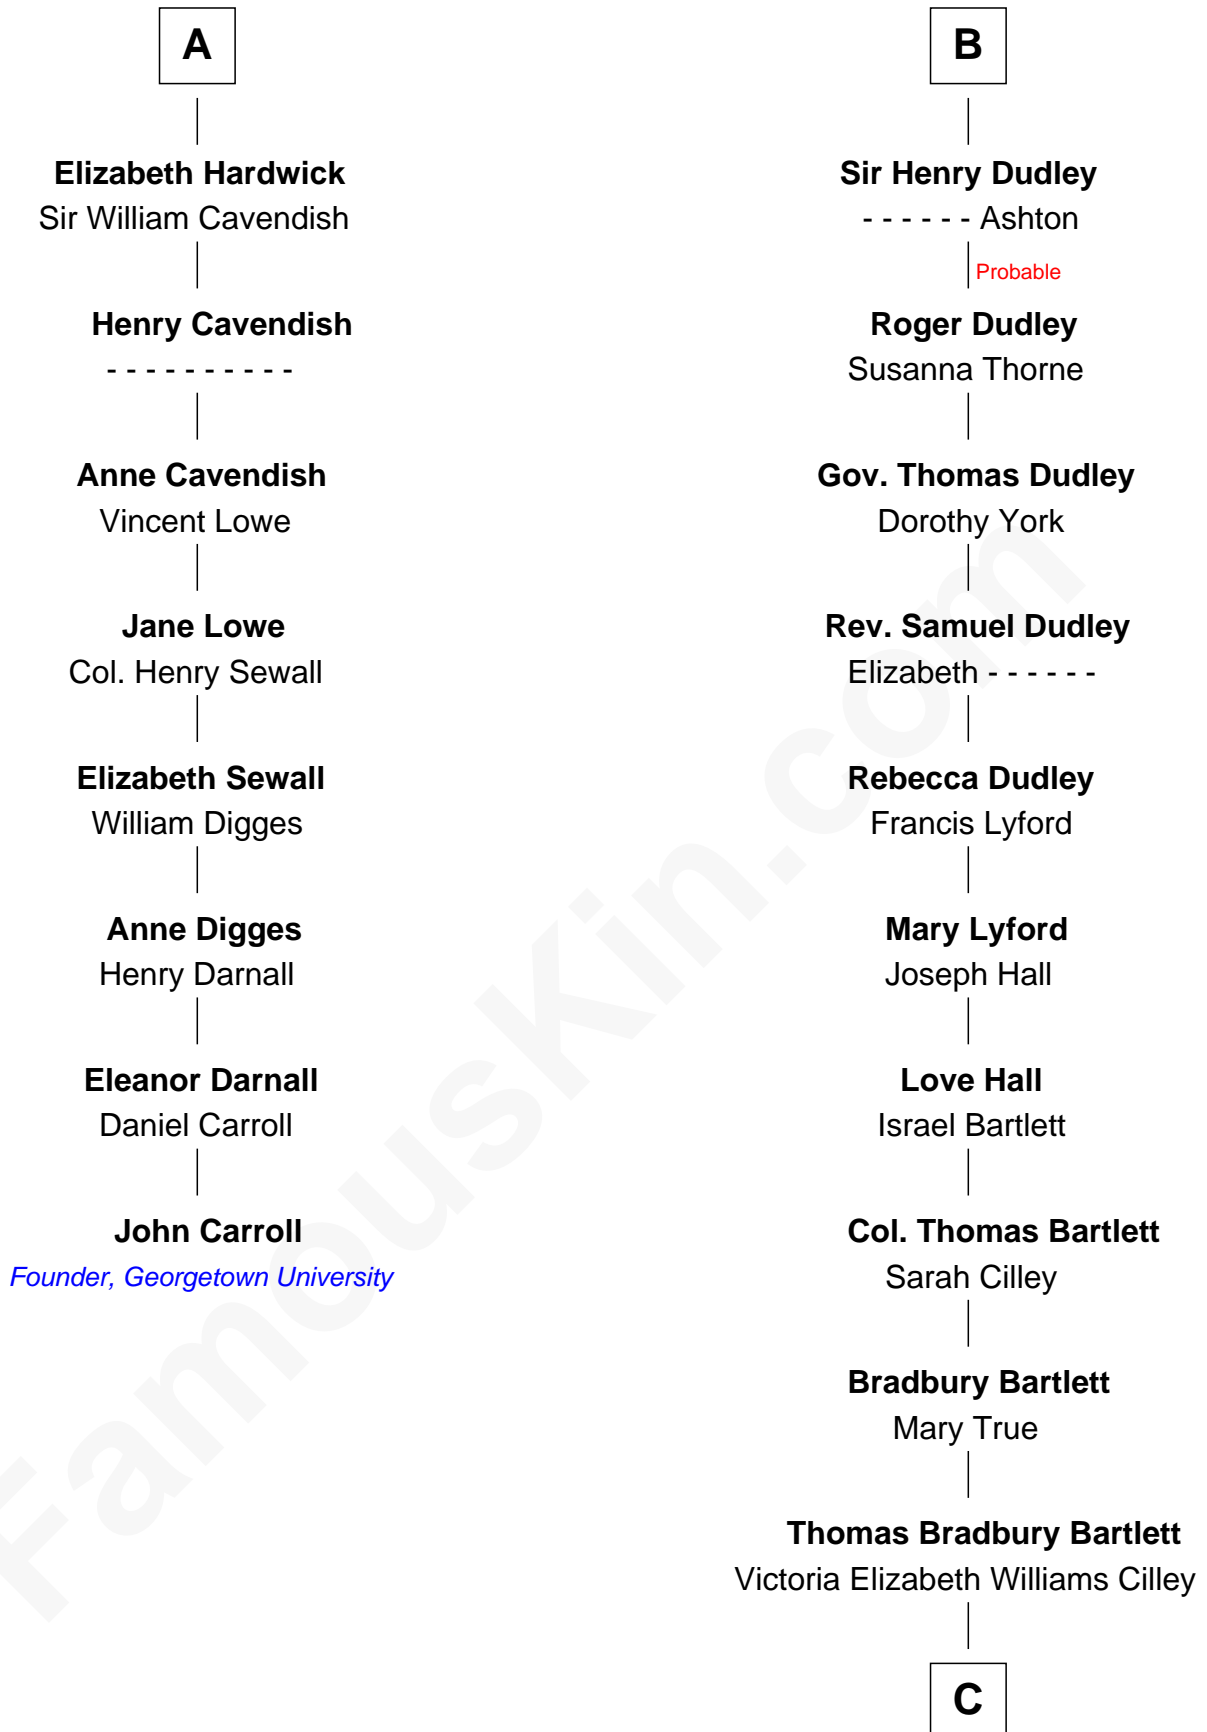 A
Elizabeth Hardwick
Sir William Cavendish
Henry Cavendish
- - - - - - - - - -
Anne Cavendish
Vincent Lowe
Jane Lowe
Col. Henry Sewall
Elizabeth Sewall
William Digges
Anne Digges
Henry Darnall
Eleanor Darnall
Daniel Carroll
John Carroll
Founder, Georgetown University
B
Sir Henry Dudley
- - - - - - Ashton
Probable
Roger Dudley
Susanna Thorne
Gov. Thomas Dudley
Dorothy York
Rev. Samuel Dudley
Elizabeth - - - - - -
Rebecca Dudley
Francis Lyford
Mary Lyford
Joseph Hall
Love Hall
Israel Bartlett
Col. Thomas Bartlett
Sarah Cilley
Bradbury Bartlett
Mary True
Thomas Bradbury Bartlett
Victoria Elizabeth Williams Cilley
C
FamousKin.com